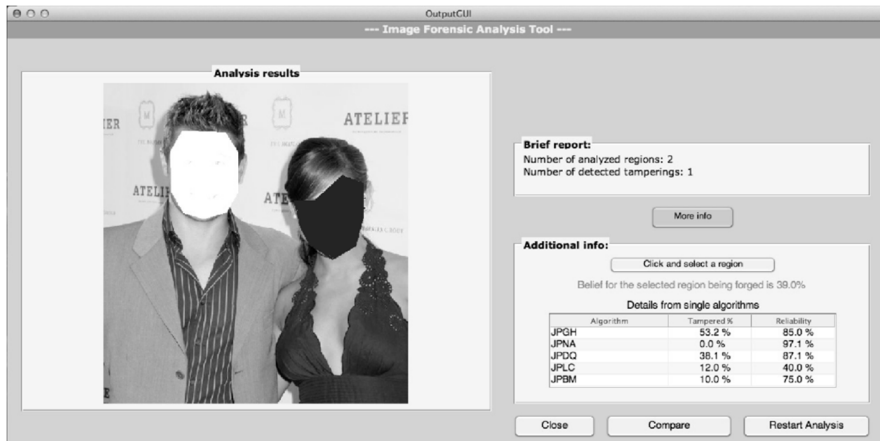 OutputGUI
--- Image Forensic Analysis Tool ---
Analysis results
M
IER
ATELIER
ATELI
Brief report:
Number of analyzed regions: 2
Number of detected tamperings: 1
More info
Additional info:
Click and select a region
Belief for the selected region being forged is 39.0%
Details from single algorithms
Algorithm Tampered % Reliability
JPGH 53.2 % 85.0 %
JPNA 0.0 % 97.1 %
JPDQ 38.1 % 87.1 %
JPLC 12.0 % 40.0 %
JPBM 10.0 % 75.0 %
Close Compare Restart Analysis